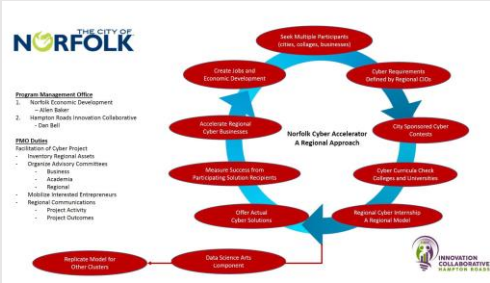 THE CITY OF
NORFOLK
Program Management Office
1. Norfolk Economic Development
– Allen Baker
2. Hampton Roads Innovation Collaborative
- Dan Bell
PMO Duties
Facilitation of Cyber Project
- Inventory Regional Assets
- Organize Advisory Committees
- Business
- Academia
- Regional
- Mobilize Interested Entrepreneurs
- Regional Communications
- Project Activity
- Project Outcomes
Seek Multiple Participants
(cities, colleges, businesses)
Cyber Requirements
Defined by Regional CIOs
City Sponsored Cyber
Contests
Cyber Curricula Check
Colleges and Universities
Regional Cyber Internship
A Regional Model
Offer Actual
Cyber Solutions
Measure Success from
Participating Solution Recipients
Accelerate Regional
Cyber Businesses
Create Jobs and
Economic Development
Norfolk Cyber Accelerator
A Regional Approach
Data Science Arts
Component
Replicate Model for
Other Clusters
INNOVATION
COLLABORATIVE
HAMPTON ROADS